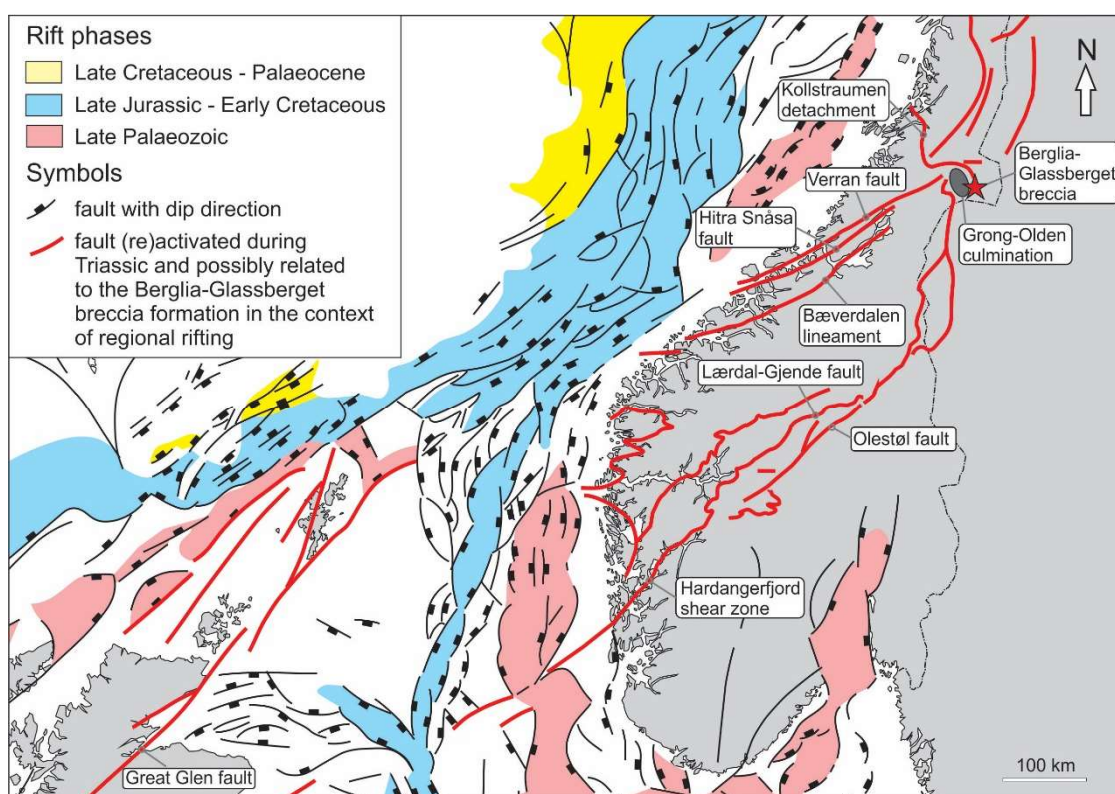 Rift phases
Late Cretaceous - Palaeocene
Late Jurassic - Early Cretaceous
Late Palaeozoic
Symbols
fault with dip direction
fault (re)activated during
Triassic and possibly related
to the Berglia-Glassberget
breccia formation in the context
of regional rifting
N
Kollstraumen
detachment
Berglia-
Glassberget
breccia
Verran fault
Hitra Snåsa
fault
Grong-Olden
culmination
Bæverdalen
lineament
Lærdal-Gjende fault
Olestøl fault
Hardangerfjord
shear zone
Great Glen fault
100 km